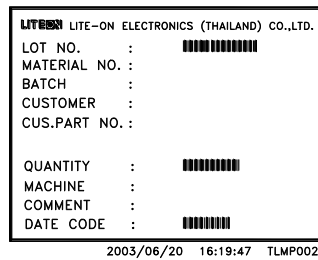 LITEON LITE-ON ELECTRONICS (THAILAND) CO.,LTD.
LOT NO. :
MATERIAL NO. :
BATCH :
CUSTOMER :
CUS.PART NO. :
QUANTITY :
MACHINE :
COMMENT :
DATE CODE :
2003/06/20 16:19:47 TLMP002